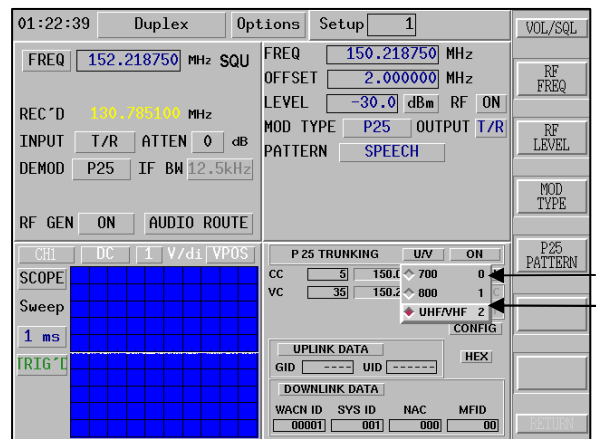 01:22:39 Duplex Options Setup 1
FREQ 152.218750 MHz SQU
REC'D 130.785100 MHz
INPUT T/R ATTEN 0 dB
DEMOD P25 IF BW 12.5kHz
RF GEN ON AUDIO ROUTE
FREQ 150.218750 MHz
OFFSET 2.000000 MHz
LEVEL -30.0 dBm RF ON
MOD TYPE P25 OUTPUT T/R
PATTERN SPEECH
CH1 DC 1 V/di VPOS
SCOPE
Sweep
1 ms
TRIG'D
P25 TRUNKING U/V ON
CC 5 150.0
VC 35 150.2
700 0
800 1
UHF/VHF 2
CONFIG
UPLINK DATA
HEX
GID ---- UID ------
DOWNLINK DATA
WACN ID SYS ID NAC MFID
00001 001 000 00
VOL/SQL
RF
FREQ
RF
LEVEL
MOD
TYPE
P25
PATTERN
RETURN